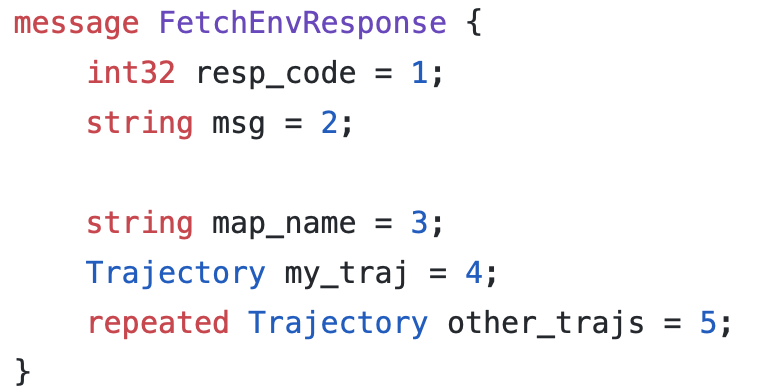 message FetchEnvResponse {
    int32 resp_code = 1;
    string msg = 2;

    string map_name = 3;
    Trajectory my_traj = 4;
    repeated Trajectory other_trajs = 5;
}